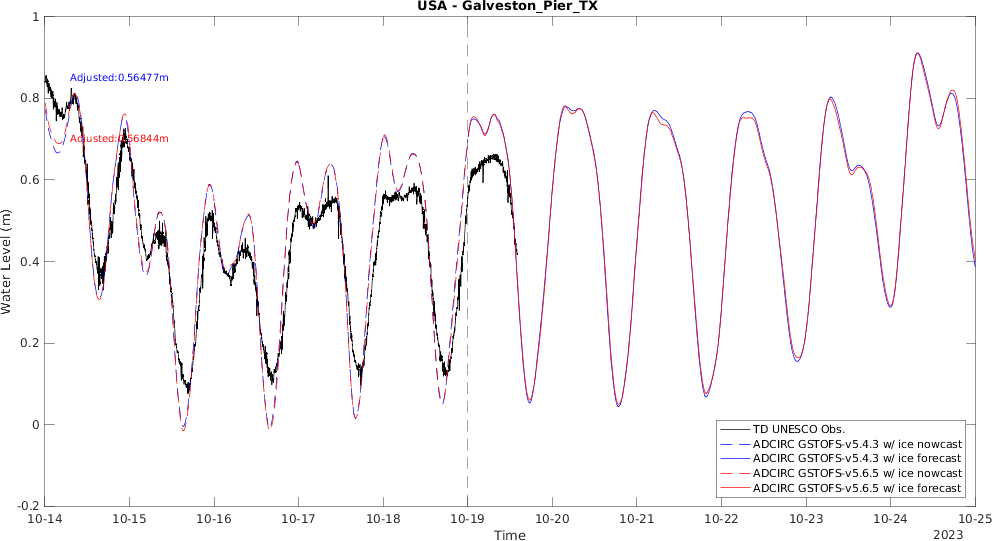 USA - Galveston_Pier_TX
1
0.8
0.6
0.4
0.2
0
-0.2
Water Level (m)
Adjusted:0.56477m
Adjusted:0.56844m
TD UNESCO Obs.
ADCIRC GSTOFS-v5.4.3 w/ ice nowcast
ADCIRC GSTOFS-v5.4.3 w/ ice forecast
ADCIRC GSTOFS-v5.6.5 w/ ice nowcast
ADCIRC GSTOFS-v5.6.5 w/ ice forecast
10-14 10-15 10-16 10-17 10-18 10-19 10-20 10-21 10-22 10-23 10-24 10-25
Time
2023